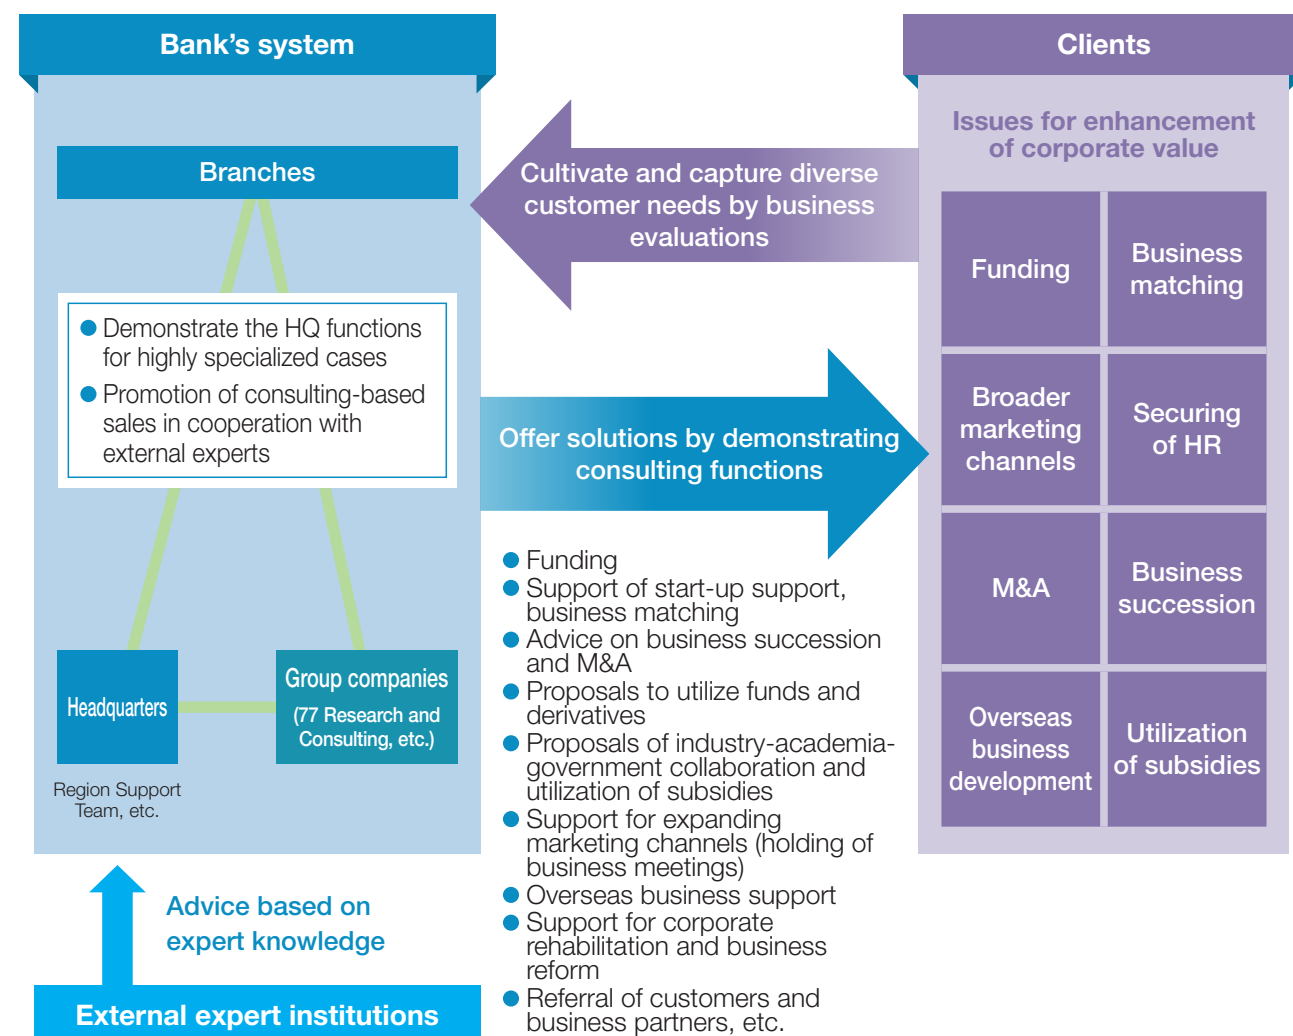 Bank’s system
Branches
Demonstrate the HQ functions
for highly specialized cases
Promotion of consulting-based
sales in cooperation with
external experts
Headquarters
Region Support
Team, etc.
Group companies
(77 Research and
Consulting, etc.)
Advice based on
expert knowledge
External expert institutions
Cultivate and capture diverse
customer needs by business
evaluations
Offer solutions by demonstrating
consulting functions
Funding
Support of start-up support,
business matching
Advice on business succession
and M&A
Proposals to utilize funds and
derivatives
Proposals of industry-academia-
government collaboration and
utilization of subsidies
Support for expanding
marketing channels (holding of
business meetings)
Overseas business support
Support for corporate
rehabilitation and business
reform
Referral of customers and
business partners, etc.
Clients
Issues for enhancement
of corporate value
Funding
Business
matching
Broader
marketing
channels
Securing
of HR
M&A
Business
succession
Overseas
business
development
Utilization
of subsidies